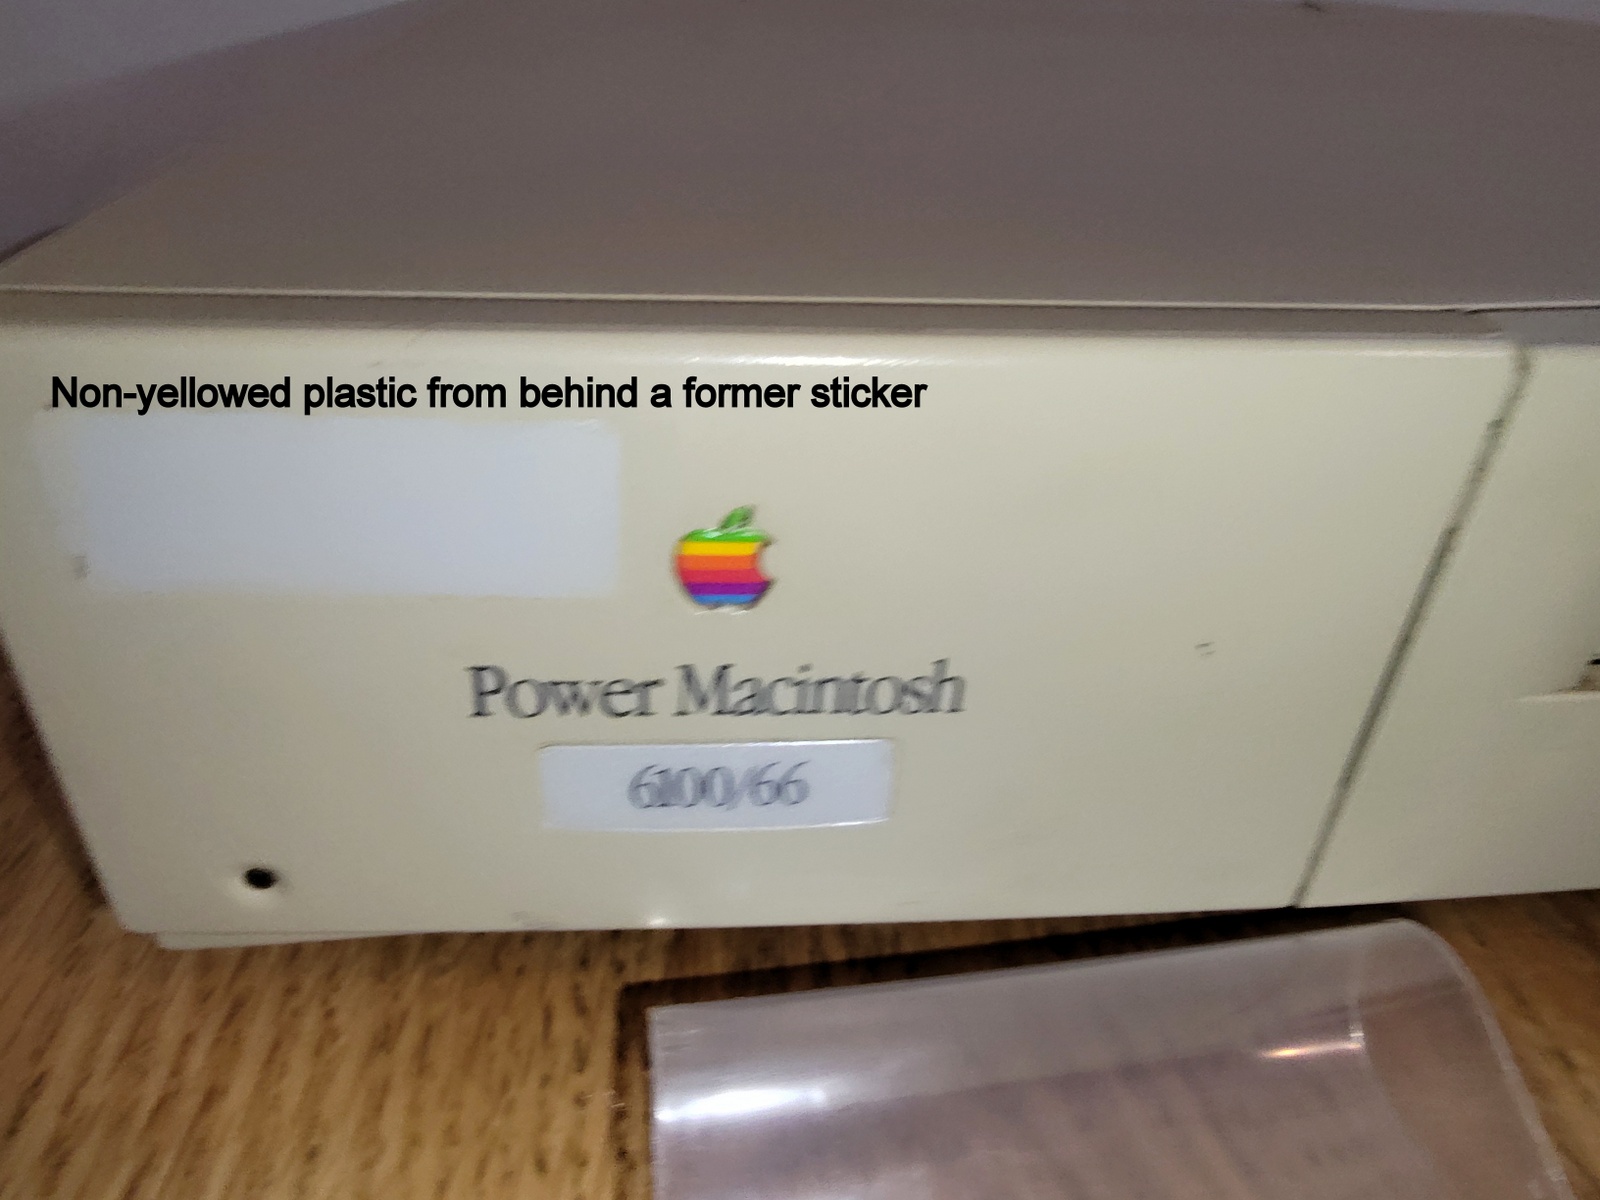 Non-yellowed plastic from behind a former sticker
Power Macintosh
6100/66